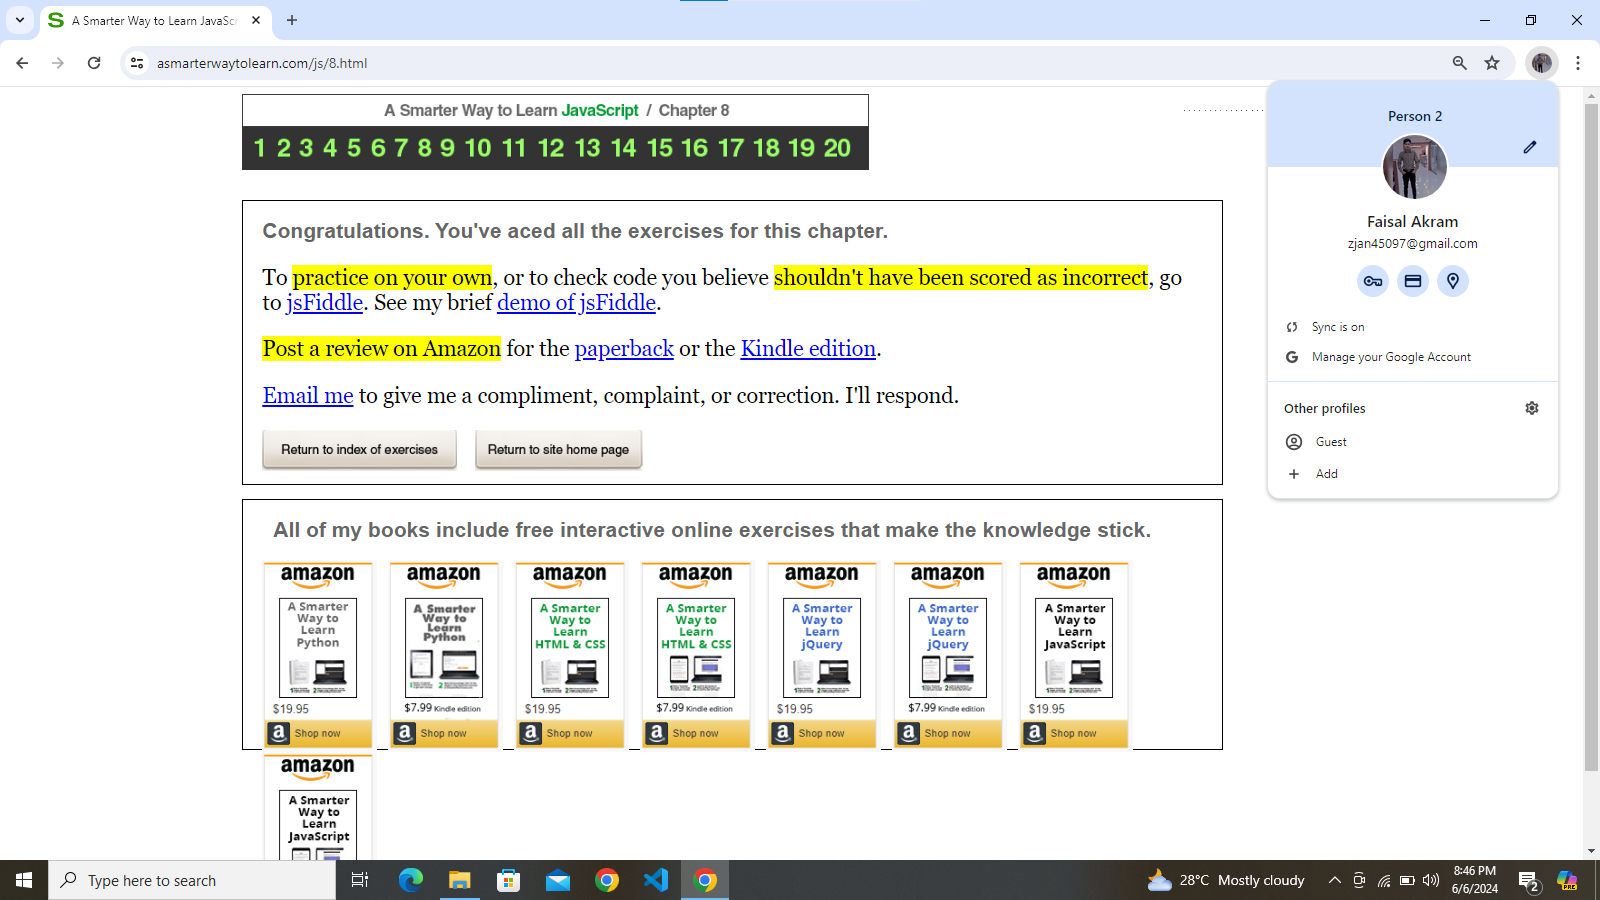 A Smarter Way to Learn JavaScr
asmarterwaytolearn.com/js/8.html
A Smarter Way to Learn JavaScript / Chapter 8
1 2 3 4 5 6 7 8 9 10 11 12 13 14 15 16 17 18 19 20
Congratulations. You've aced all the exercises for this chapter.
To practice on your own, or to check code you believe shouldn't have been scored as incorrect, go
to jsFiddle. See my brief demo of jsFiddle.
Post a review on Amazon for the paperback or the Kindle edition.
Email me to give me a compliment, complaint, or correction. I'll respond.
Return to index of exercises Return to site home page
Person 2
Faisal Akram
zjan45097@gmail.com
Sync is on
Manage your Google Account
Other profiles
Guest
Add
All of my books include free interactive online exercises that make the knowledge stick.
amazon amazon amazon amazon amazon amazon amazon
A Smarter A Smarter A Smarter A Smarter A Smarter A Smarter A Smarter
Way to Way to Way to Way to Way to Way to Way to
Learn Learn Learn Learn Learn Learn Learn
Python Python HTML & CSS HTML & CSS jQuery jQuery JavaScript
$19.95 $7.99 Kindle edition $19.95 $7.99 Kindle edition $19.95 $7.99 Kindle edition $19.95
a Shop now a Shop now a Shop now a Shop now a Shop now a Shop now a Shop now
amazon
A Smarter
Way to
Learn
JavaScript
Type here to search
28°C Mostly cloudy
8:46 PM
6/6/2024
2
PRE